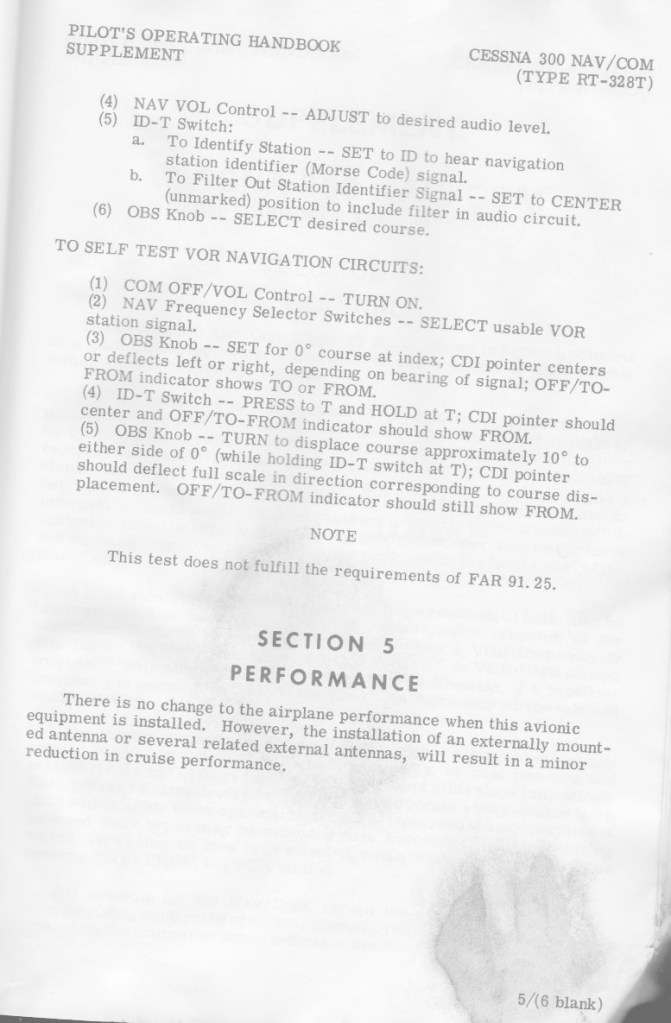 PILOT'S OPERATING HANDBOOK
SUPPLEMENT
CESSNA 300 NAV/COM
(TYPE RT-328T)
(4) NAV VOL Control -- ADJUST to desired audio level.
(5) ID-T Switch:
a. To Identify Station -- SET to ID to hear navigation
station identifier (Morse Code) signal.
b. To Filter Out Station Identifier Signal -- SET to CENTER
(unmarked) position to include filter in audio circuit.
(6) OBS Knob -- SELECT desired course.
TO SELF TEST VOR NAVIGATION CIRCUITS:
(1) COM OFF/VOL Control -- TURN ON.
(2) NAV Frequency Selector Switches -- SELECT usable VOR
station signal.
(3) OBS Knob -- SET for 0° course at index; CDI pointer centers
or deflects left or right, depending on bearing of signal; OFF/TO-
FROM indicator shows TO or FROM.
(4) ID-T Switch -- PRESS to T and HOLD at T; CDI pointer should
center and OFF/TO-FROM indicator should show FROM.
(5) OBS Knob -- TURN to displace course approximately 10° to
either side of 0° (while holding ID-T switch at T); CDI pointer
should deflect full scale in direction corresponding to course dis-
placement. OFF/TO-FROM indicator should still show FROM.
NOTE
This test does not fulfill the requirements of FAR 91.25.
SECTION 5
PERFORMANCE
There is no change to the airplane performance when this avionic
equipment is installed. However, the installation of an externally mount-
ed antenna or several related external antennas, will result in a minor
reduction in cruise performance.
5/(6 blank)